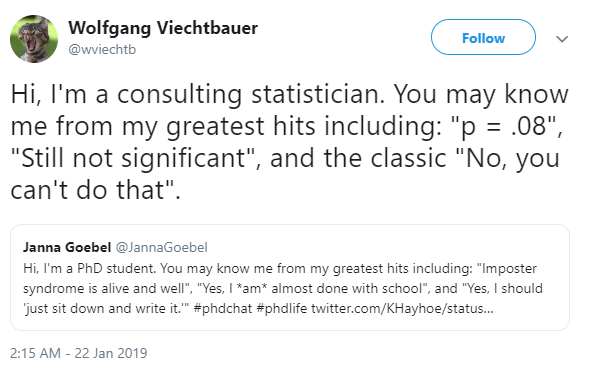 Wolfgang Viechtbauer
@wviechtb
Follow
Hi, I'm a consulting statistician. You may know
me from my greatest hits including: "p = .08",
"Still not significant", and the classic "No, you
can't do that".
Janna Goebel @JannaGoebel
Hi, I'm a PhD student. You may know me from my greatest hits including: "Imposter
syndrome is alive and well", "Yes, I *am* almost done with school", and "Yes, I should
'just sit down and write it.'" #phdchat #phdlife twitter.com/KHayhoe/status...
2:15 AM - 22 Jan 2019